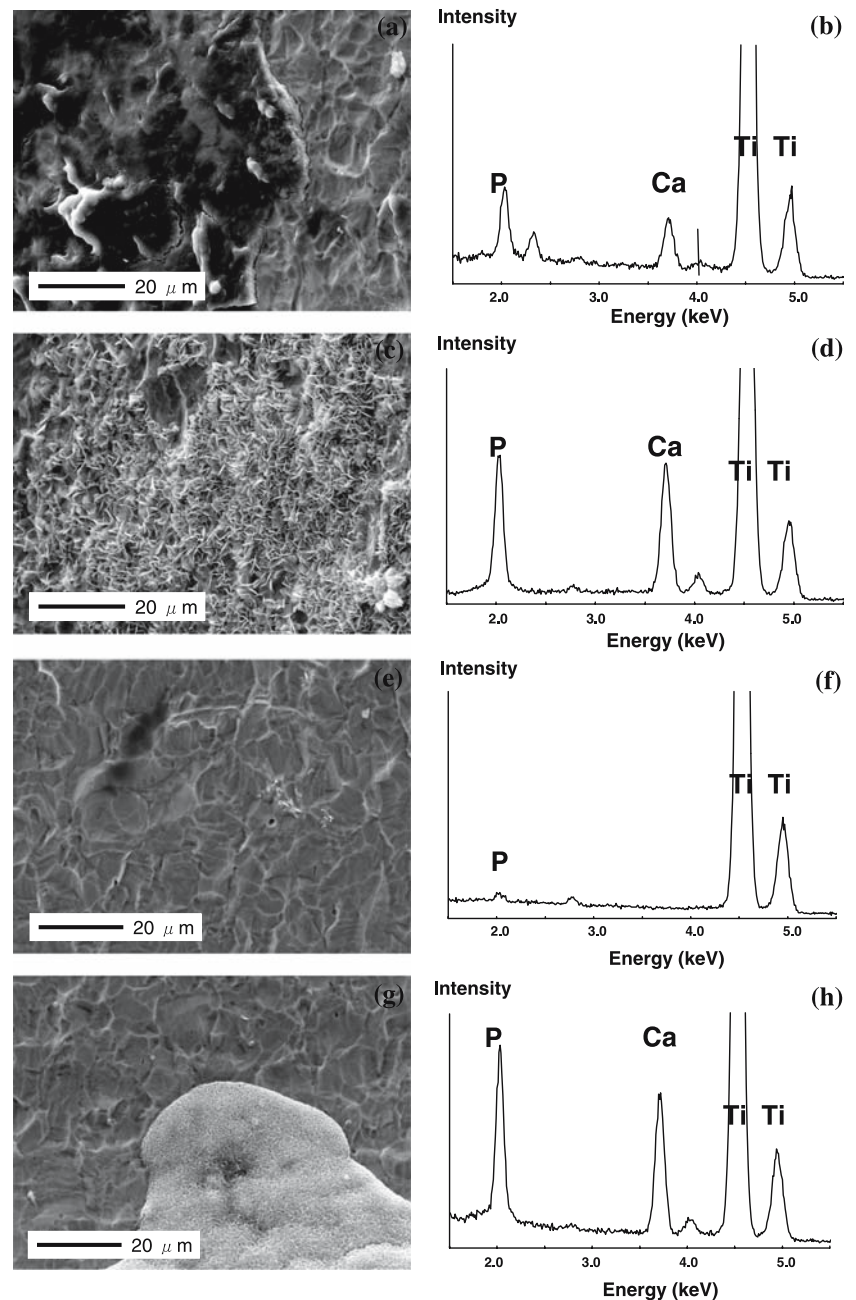 (a)
20 μm
Intensity
(b)
P
Ca
Ti
Ti
2.0 3.0 4.0 5.0
Energy (keV)
(c)
20 μm
Intensity
(d)
P
Ca
Ti
Ti
2.0 3.0 4.0 5.0
Energy (keV)
(e)
20 μm
Intensity
(f)
P
Ti
Ti
2.0 3.0 4.0 5.0
Energy (keV)
(g)
20 μm
Intensity
(h)
P
Ca
Ti
Ti
2.0 3.0 4.0 5.0
Energy (keV)